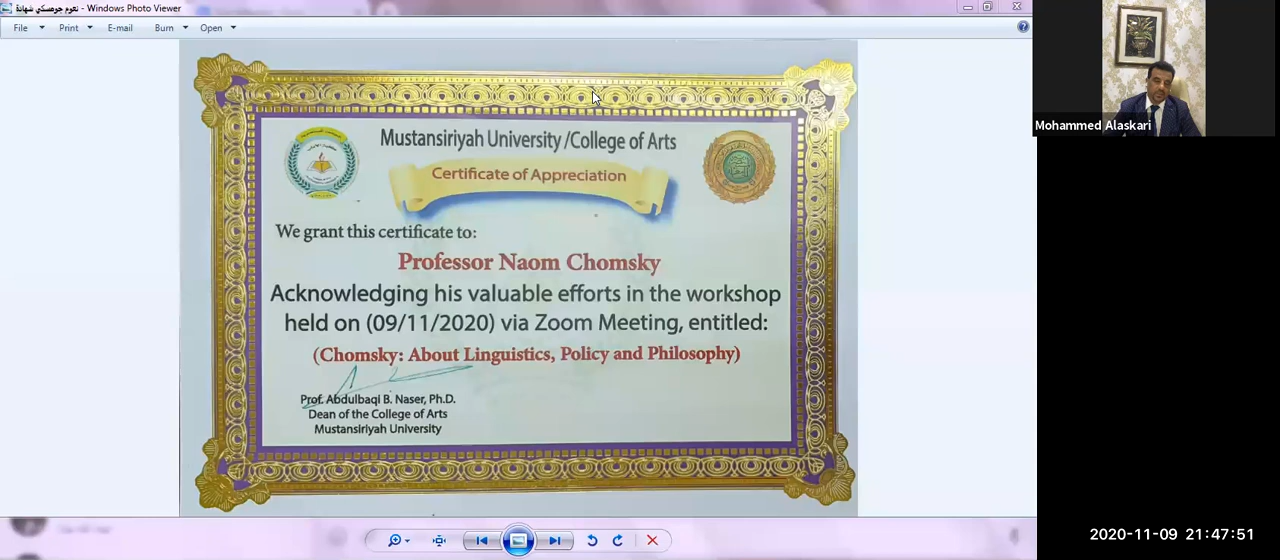 نعوم جومسكي شهادة - Windows Photo Viewer
File Print E-mail Burn Open
Mohammed Alaskari
Mustansiriyah University/College of Arts
Certificate of Appreciation
We grant this certificate to:
Professor Naom Chomsky
Acknowledging his valuable efforts in the workshop
held on (09/11/2020) via Zoom Meeting, entitled:
(Chomsky: About Linguistics, Policy and Philosophy)
Prof. Abdulbaqi B. Naser, Ph.D.
Dean of the College of Arts
Mustansiriyah University
2020-11-09 21:47:51